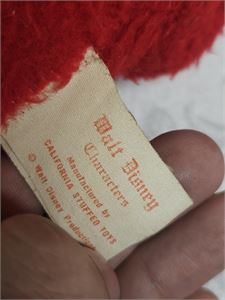 Walt Disney
Characters
Manufactured by
CALIFORNIA STUFFED TOYS
© Walt Disney Productions